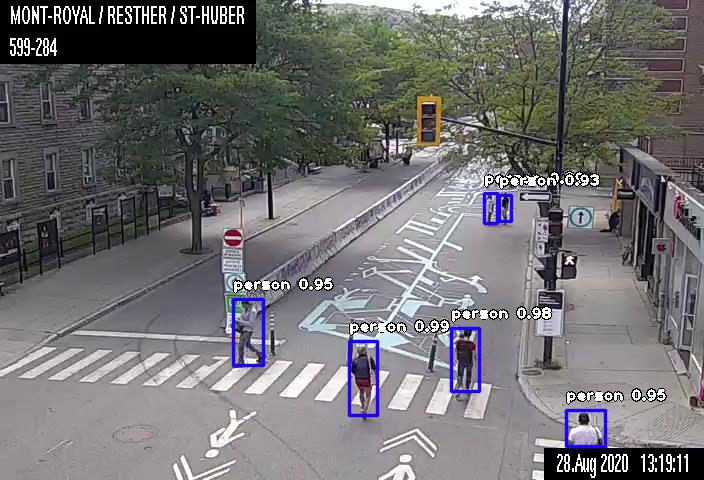 MONT-ROYAL / RESTHER / ST-HUBER
599-284
person 0.93
person 0.95
person 0.98
person 0.99
person 0.95
28.Aug 2020 13:19:11